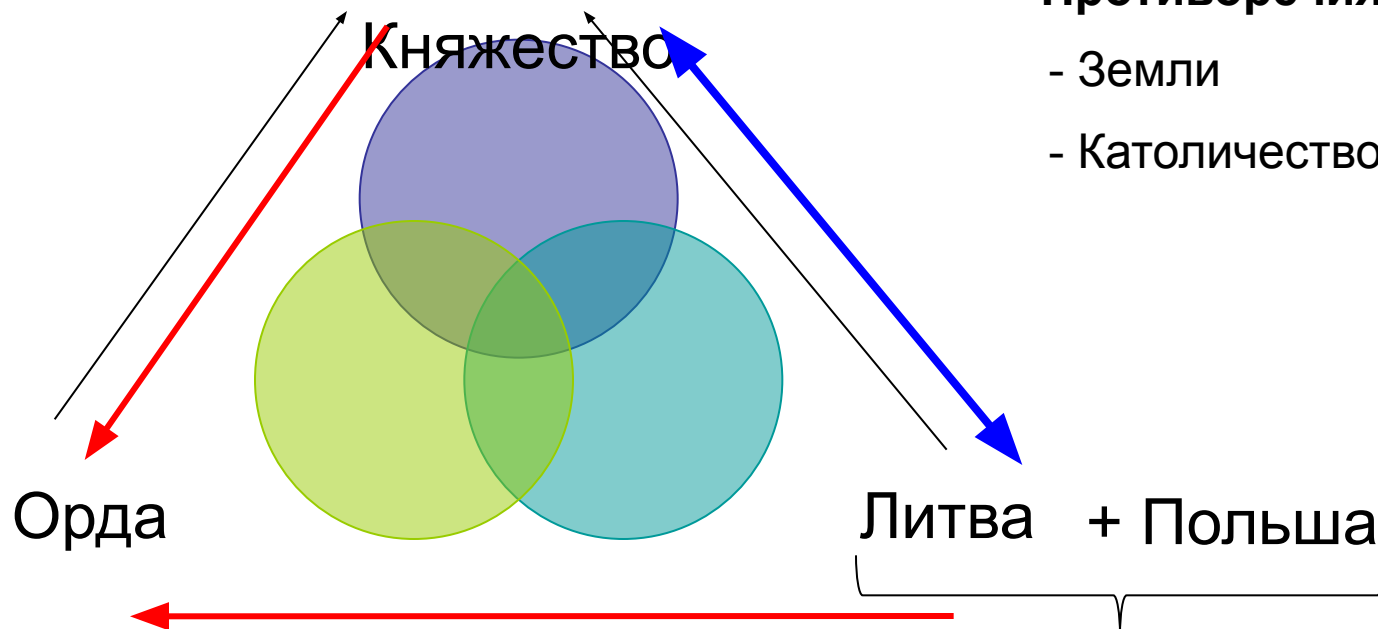 Княжество
- Земли
- Католичество
Орда
Литва + Польша